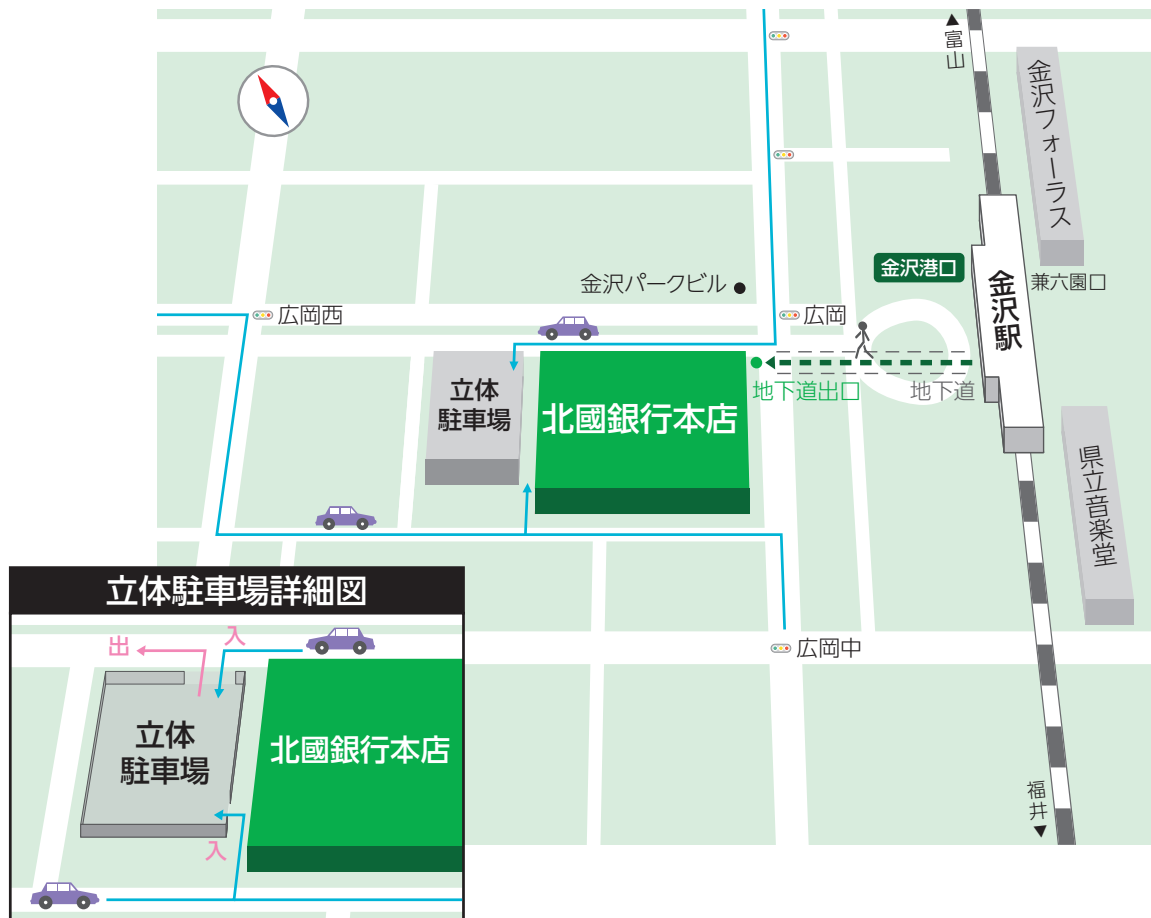 ▲富山
金沢フォーラス
金沢港口
兼六園口
金沢パークビル
金沢駅
広岡西
広岡
立体
駐車場
北國銀行本店
地下道出口
地下道
県立音楽堂
広岡中
福井▼
立体駐車場詳細図
出
入
立体
駐車場
北國銀行本店
入